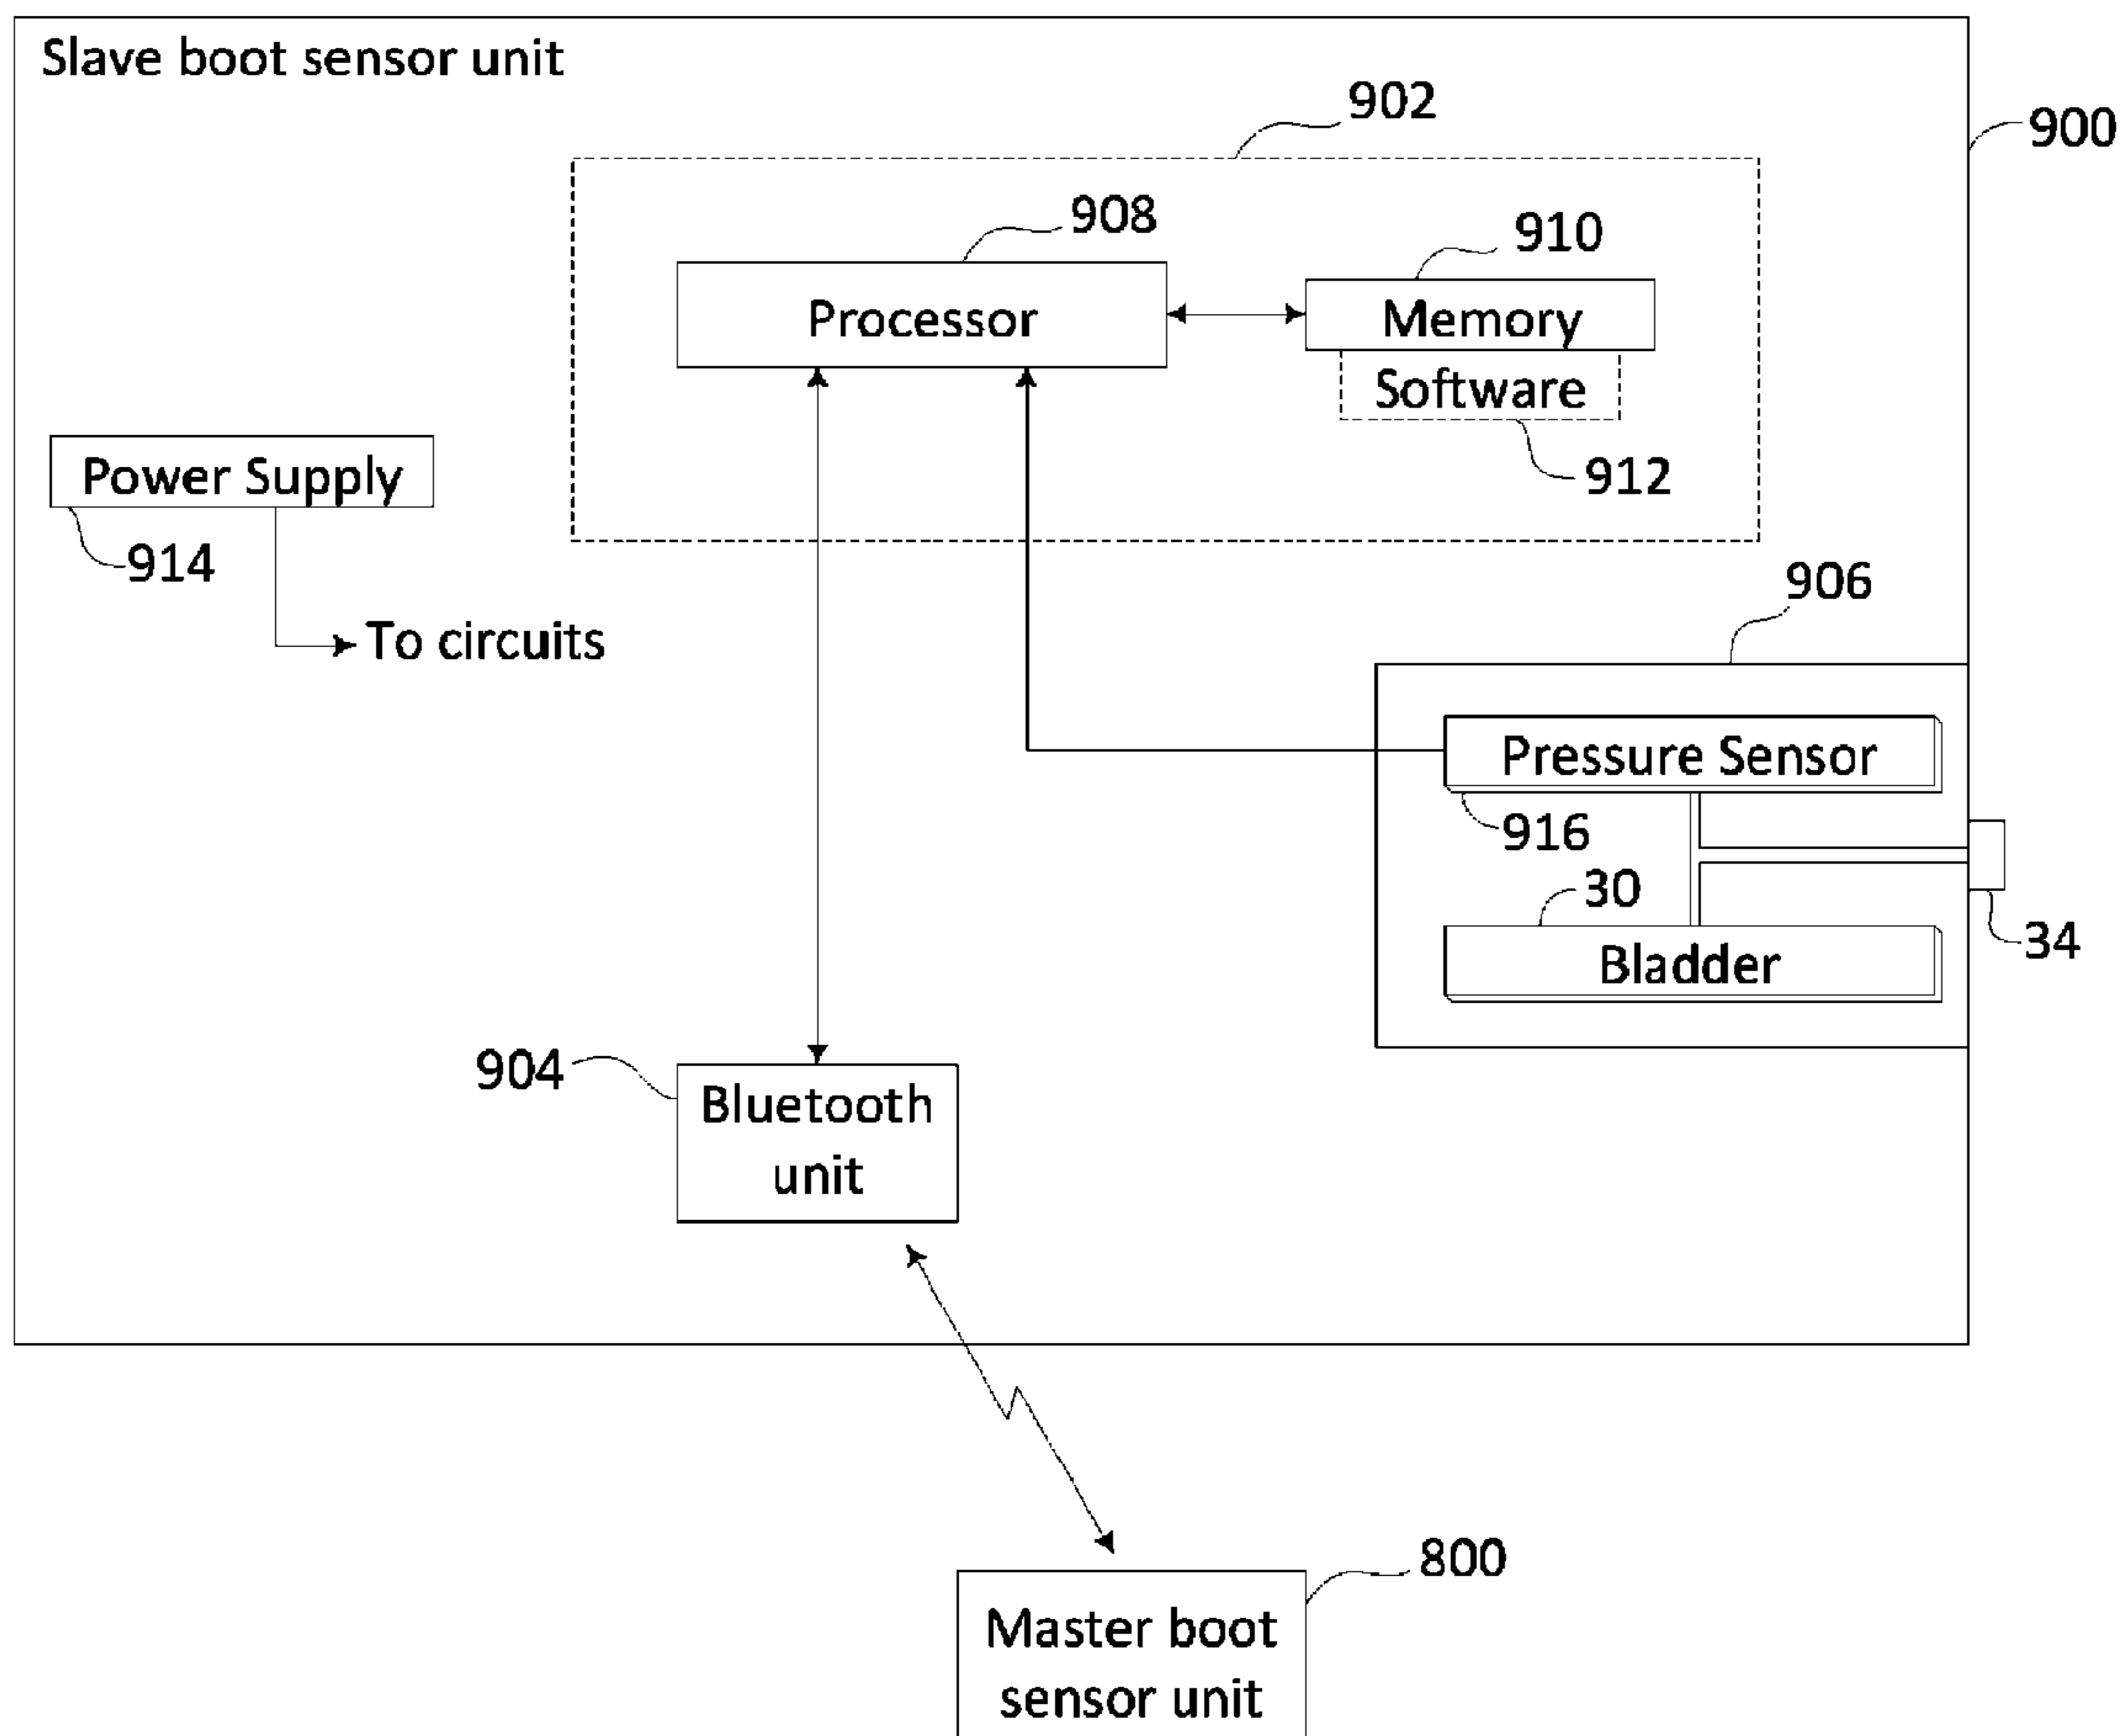 Slave boot sensor unit
902
900
908
910
Processor
Memory
Software
912
Power Supply
914
To circuits
906
Pressure Sensor
916
30
34
Bladder
904
Bluetooth
unit
800
Master boot
sensor unit